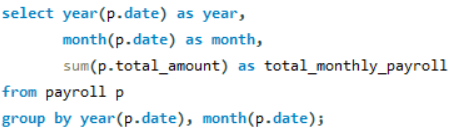 select year(p.date) as year,
month(p.date) as month,
sum(p.total_amount) as total_monthly_payroll
from payroll p
group by year(p.date), month(p.date);